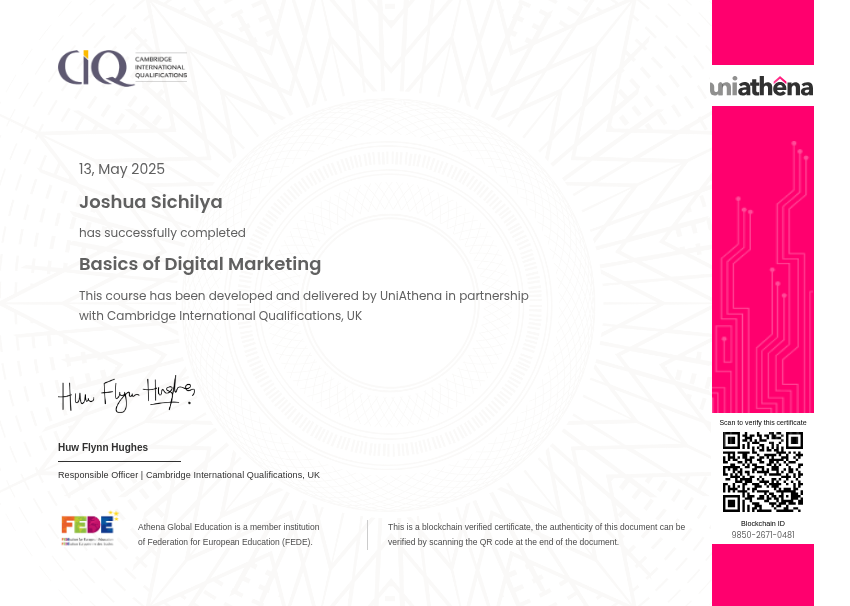 CIQ CAMBRIDGE
INTERNATIONAL
QUALIFICATIONS
uniathena
13, May 2025
Joshua Sichilya
has successfully completed
Basics of Digital Marketing
This course has been developed and delivered by UniAthena in partnership
with Cambridge International Qualifications, UK
Huw Flynn Hughes
Huw Flynn Hughes
Responsible Officer | Cambridge International Qualifications, UK
FEDE
Athena Global Education is a member institution
of Federation for European Education (FEDE).
This is a blockchain verified certificate, the authenticity of this document can be
verified by scanning the QR code at the end of the document.
Scan to verify this certificate
Blockchain ID
9850-2671-0481